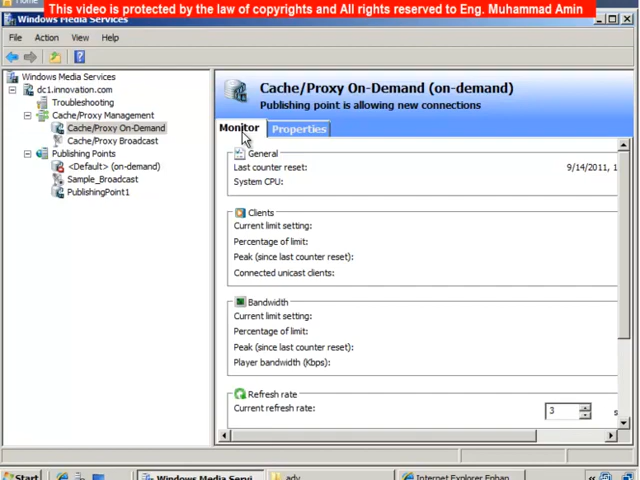 Home
This video is protected by the law of copyrights and All rights reserved to Eng. Muhammad Amin
Windows Media Services
File Action View Help
Windows Media Services
dc1.innovation.com
Troubleshooting
Cache/Proxy Management
Cache/Proxy On-Demand
Cache/Proxy Broadcast
Publishing Points
<Default> (on-demand)
Sample_Broadcast
PublishingPoint1
Cache/Proxy On-Demand (on-demand)
Publishing point is allowing new connections
Monitor Properties
General
Last counter reset: 9/14/2011, 1
System CPU:
Clients
Current limit setting:
Percentage of limit:
Peak (since last counter reset):
Connected unicast clients:
Bandwidth
Current limit setting:
Percentage of limit:
Peak (since last counter reset):
Player bandwidth (Kbps):
Refresh rate
Current refresh rate: 3 s
Start Windows Media Servi... adv Internet Explorer Enhan...